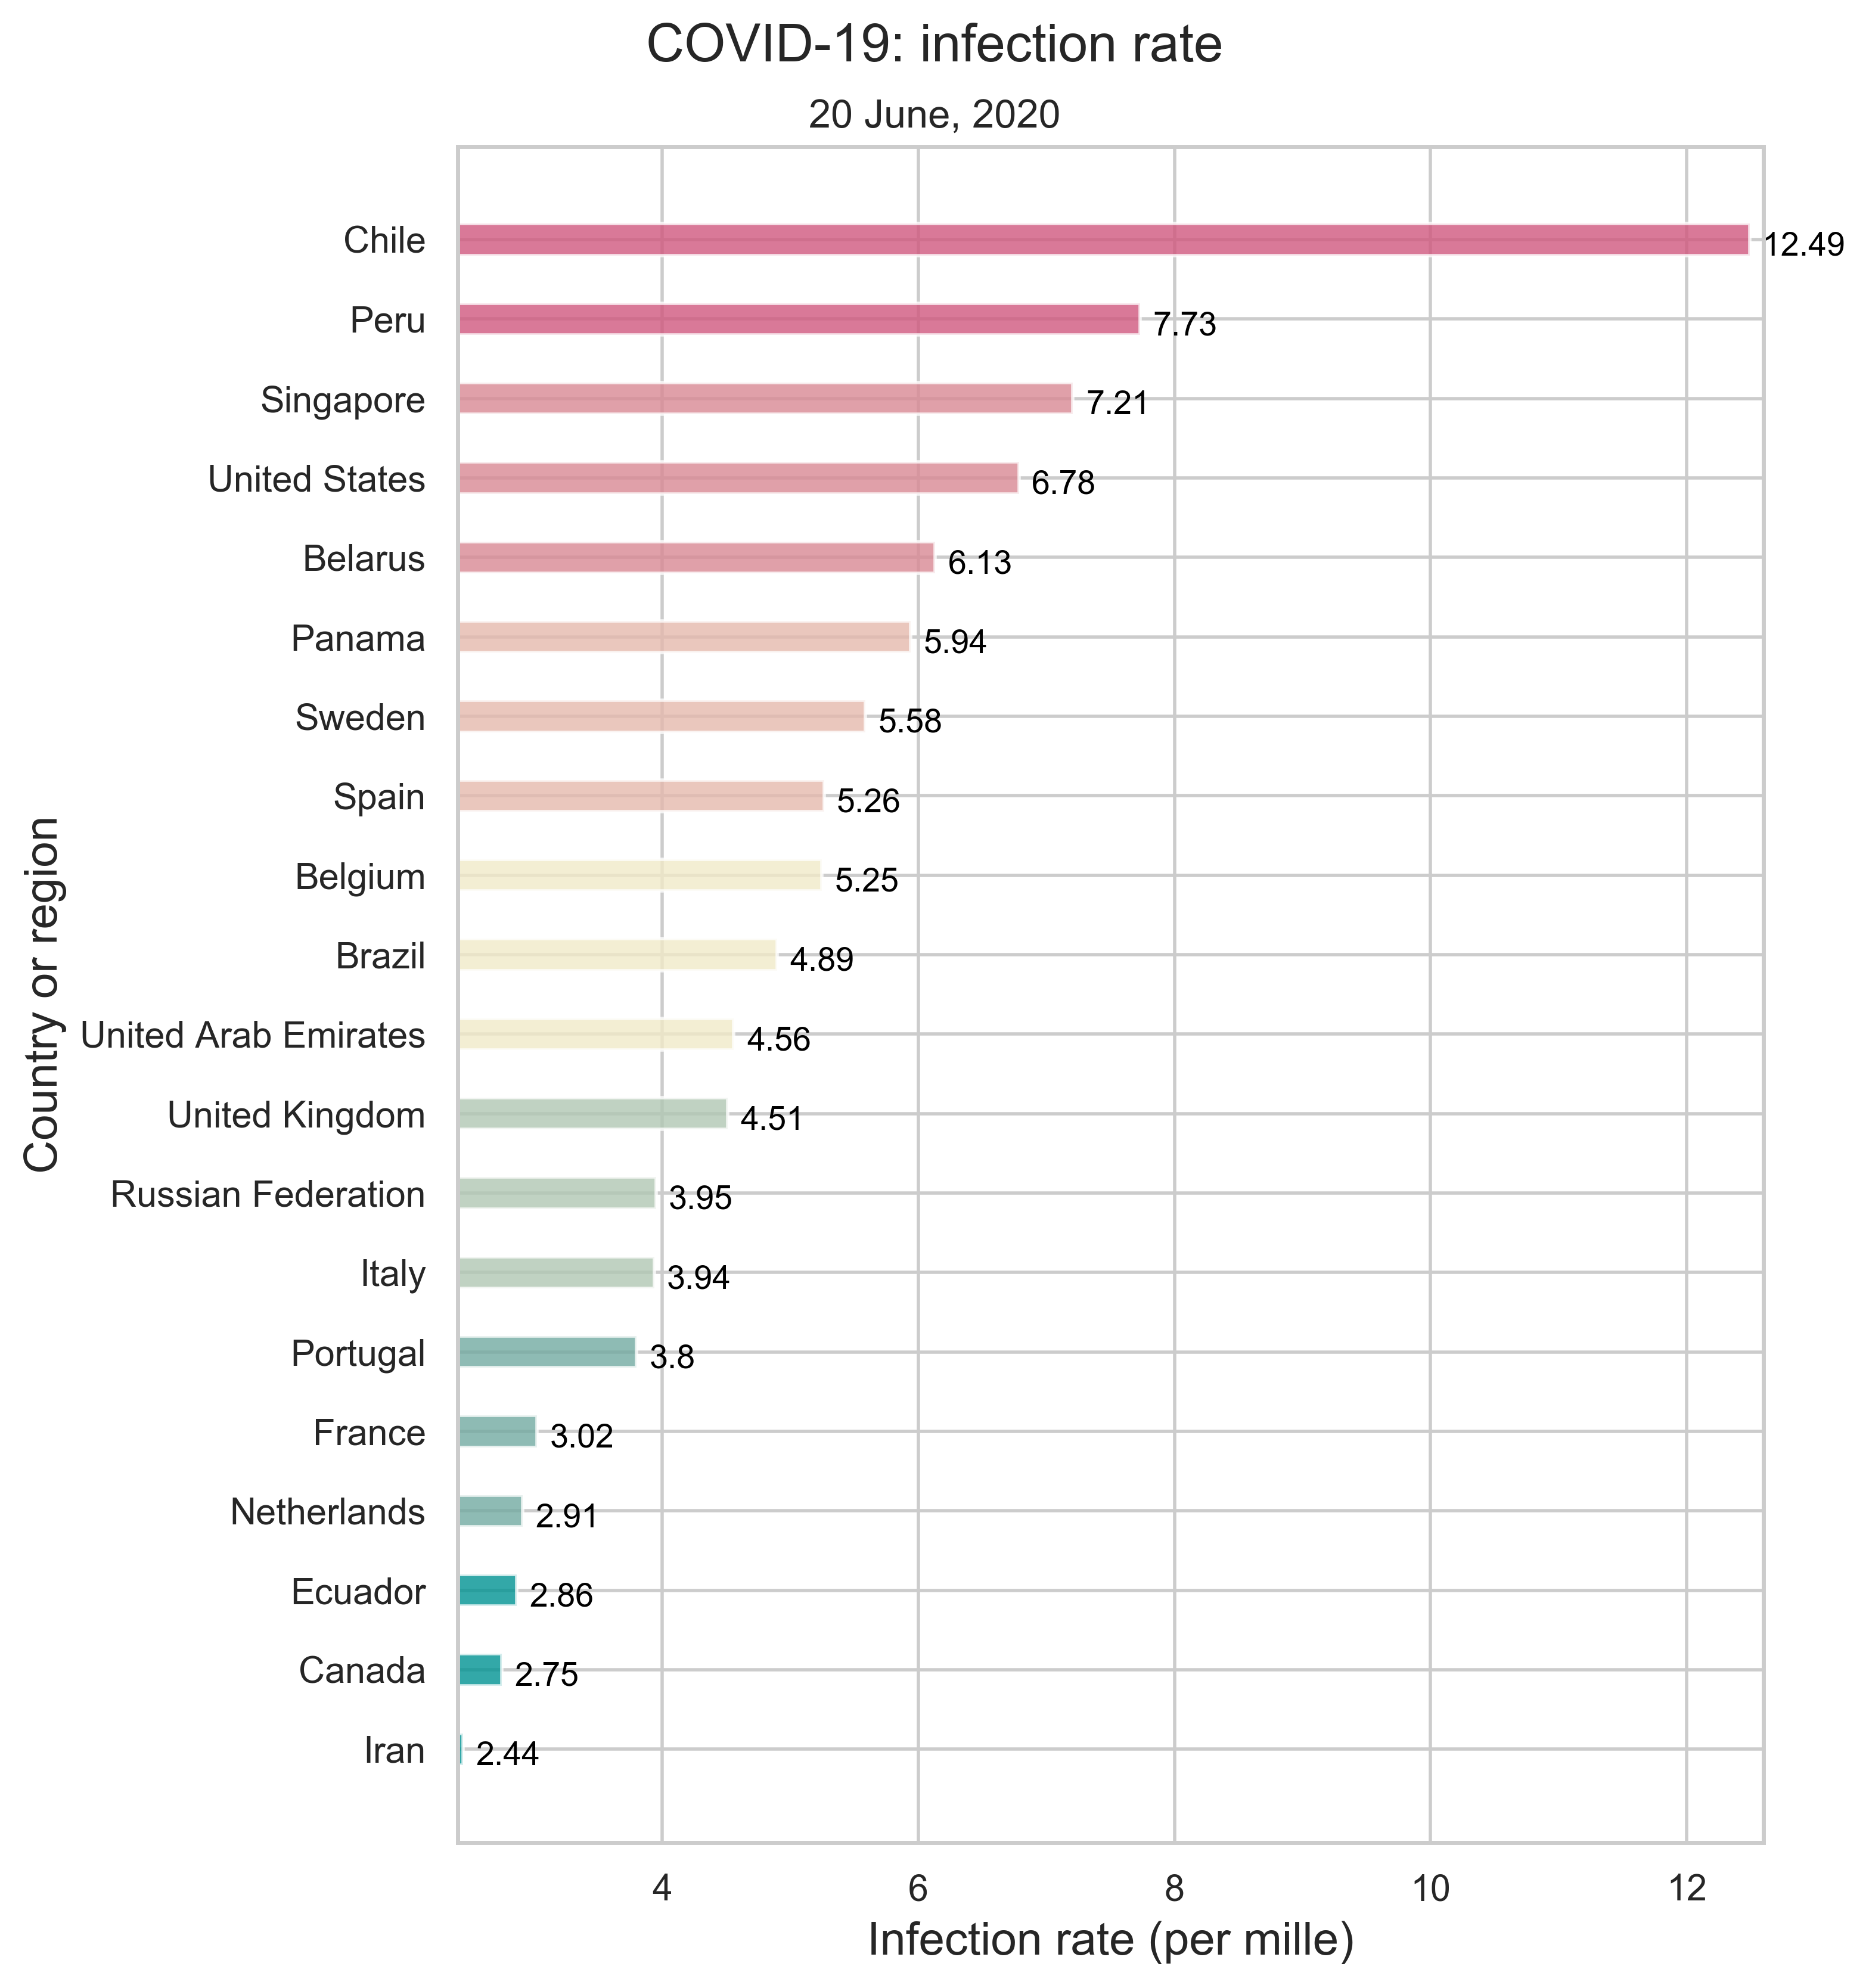 COVID-19: infection rate
20 June, 2020
Country or region
Chile 12.49
Peru 7.73
Singapore 7.21
United States 6.78
Belarus 6.13
Panama 5.94
Sweden 5.58
Spain 5.26
Belgium 5.25
Brazil 4.89
United Arab Emirates 4.56
United Kingdom 4.51
Russian Federation 3.95
Italy 3.94
Portugal 3.8
France 3.02
Netherlands 2.91
Ecuador 2.86
Canada 2.75
Iran 2.44
4 6 8 10 12
Infection rate (per mille)